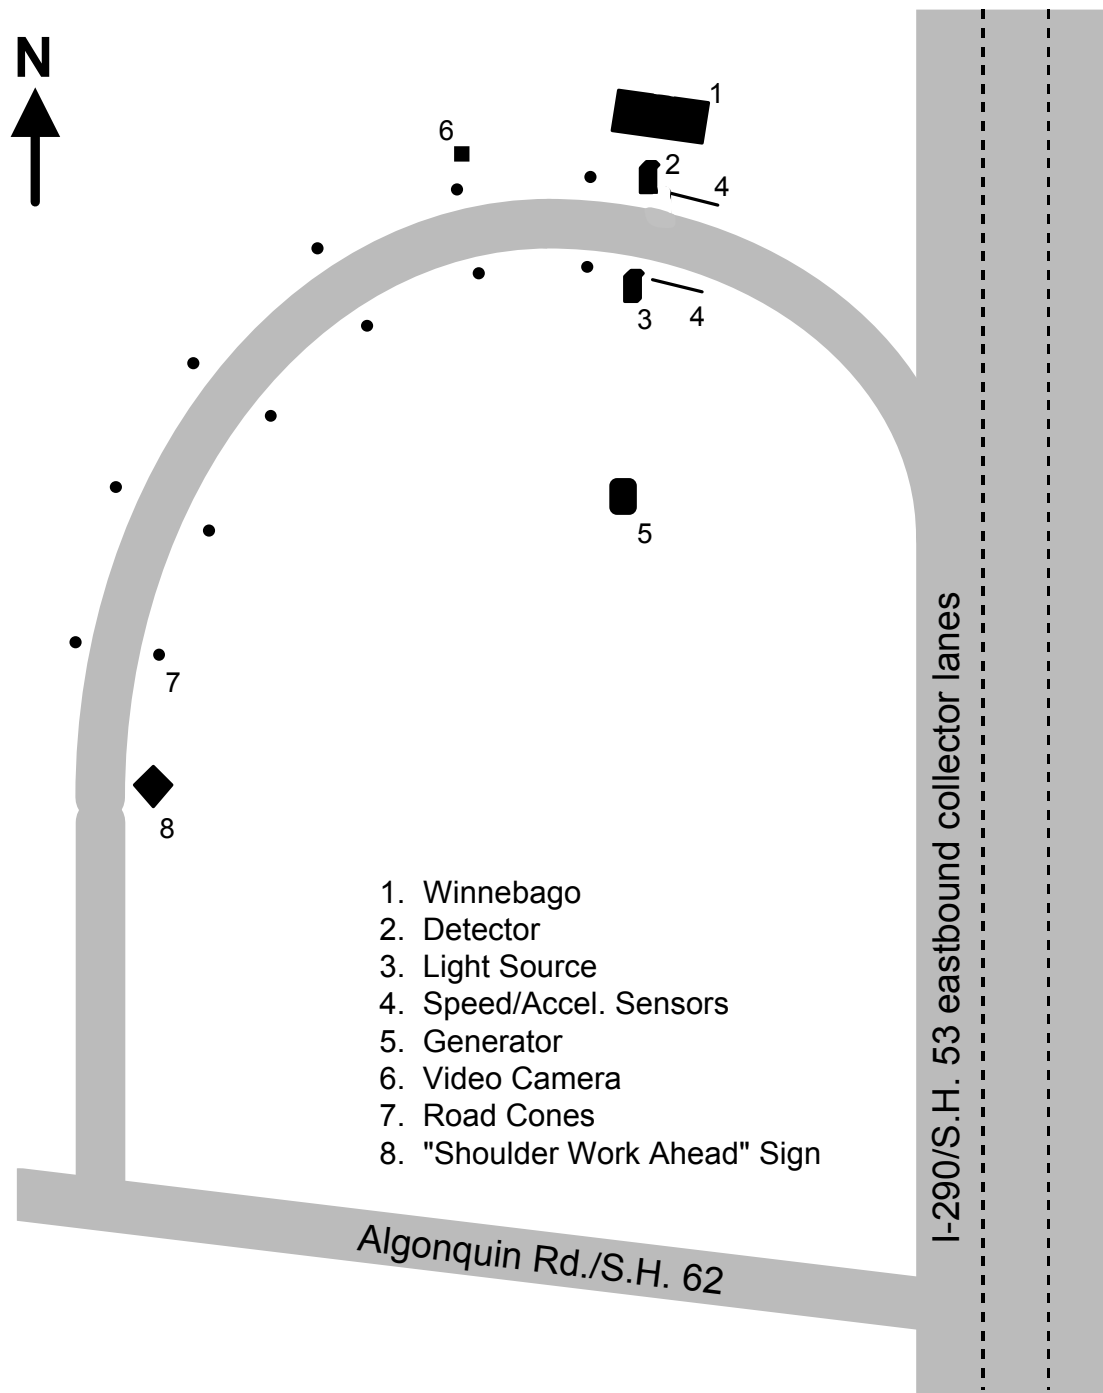 N
1
6
2
4
3
4
5
7
8
1. Winnebago
2. Detector
3. Light Source
4. Speed/Accel. Sensors
5. Generator
6. Video Camera
7. Road Cones
8. "Shoulder Work Ahead" Sign
I-290/S.H. 53 eastbound collector lanes
Algonquin Rd./S.H. 62